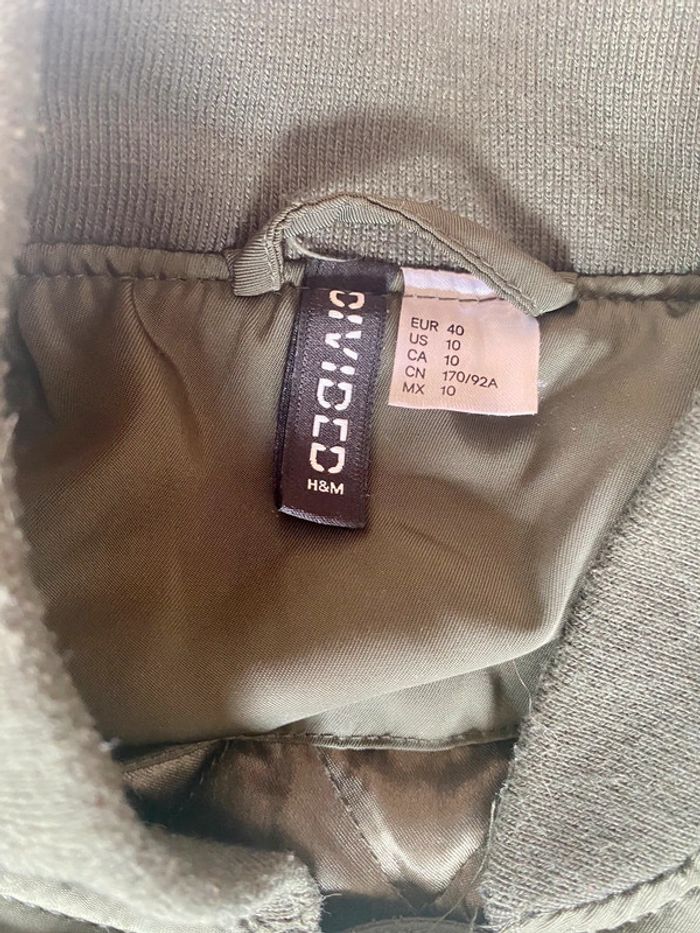 DIVIDED
H&M
EUR 40
US 10
CA 10
CN 170/92A
MX 10